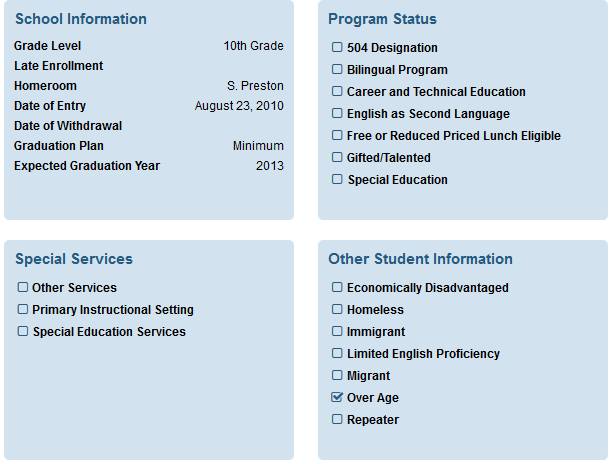 School Information
Grade Level 10th Grade
Late Enrollment
Homeroom S. Preston
Date of Entry August 23, 2010
Date of Withdrawal
Graduation Plan Minimum
Expected Graduation Year 2013
Program Status
504 Designation
Bilingual Program
Career and Technical Education
English as Second Language
Free or Reduced Priced Lunch Eligible
Gifted/Talented
Special Education
Special Services
Other Services
Primary Instructional Setting
Special Education Services
Other Student Information
Economically Disadvantaged
Homeless
Immigrant
Limited English Proficiency
Migrant
Over Age
Repeater